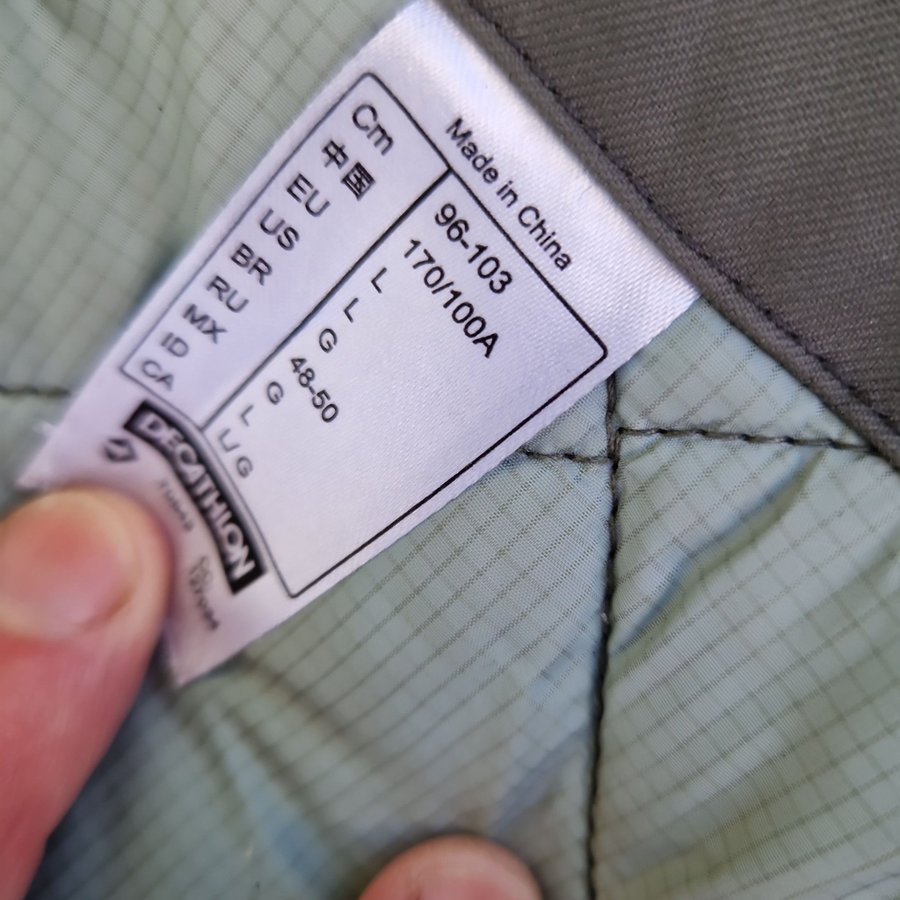 Made in China
Cm 96-103
中国 170/100A
EU L
US L
BR G
RU 48-50
MX G
ID L
CA L/G
DECATHLON